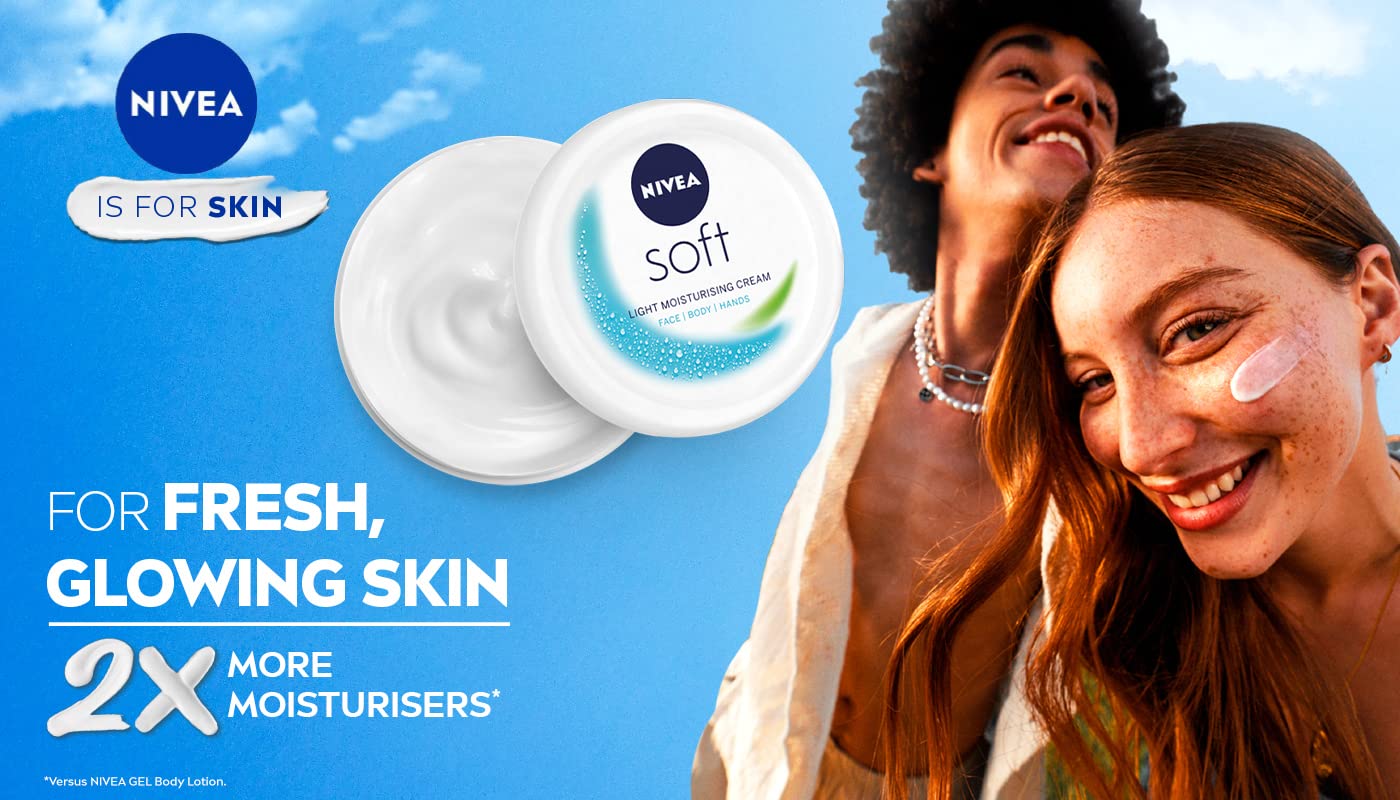 NIVEA
IS FOR SKIN
NIVEA
soft
LIGHT MOISTURISING CREAM
FACE | BODY | HANDS
FOR FRESH,
GLOWING SKIN
2X MORE
MOISTURISERS*
*Versus NIVEA GEL Body Lotion.